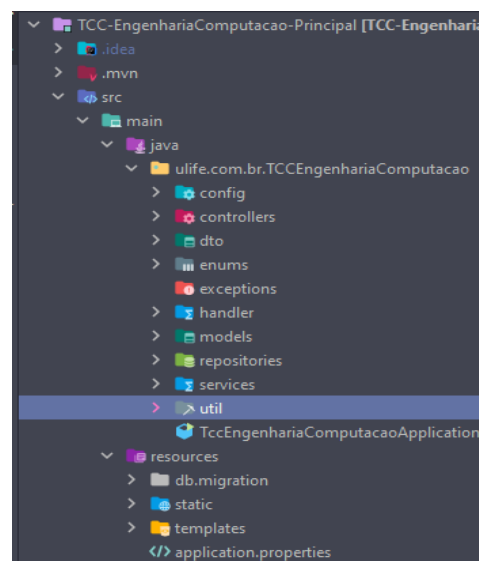 TCC-EngenhariaComputacao-Principal [TCC-Engenharia
.idea
.mvn
src
main
java
ulife.com.br.TCCEngenhariaComputacao
config
controllers
dto
enums
exceptions
handler
models
repositories
services
util
TccEngenhariaComputacaoApplication
resources
db.migration
static
templates
application.properties